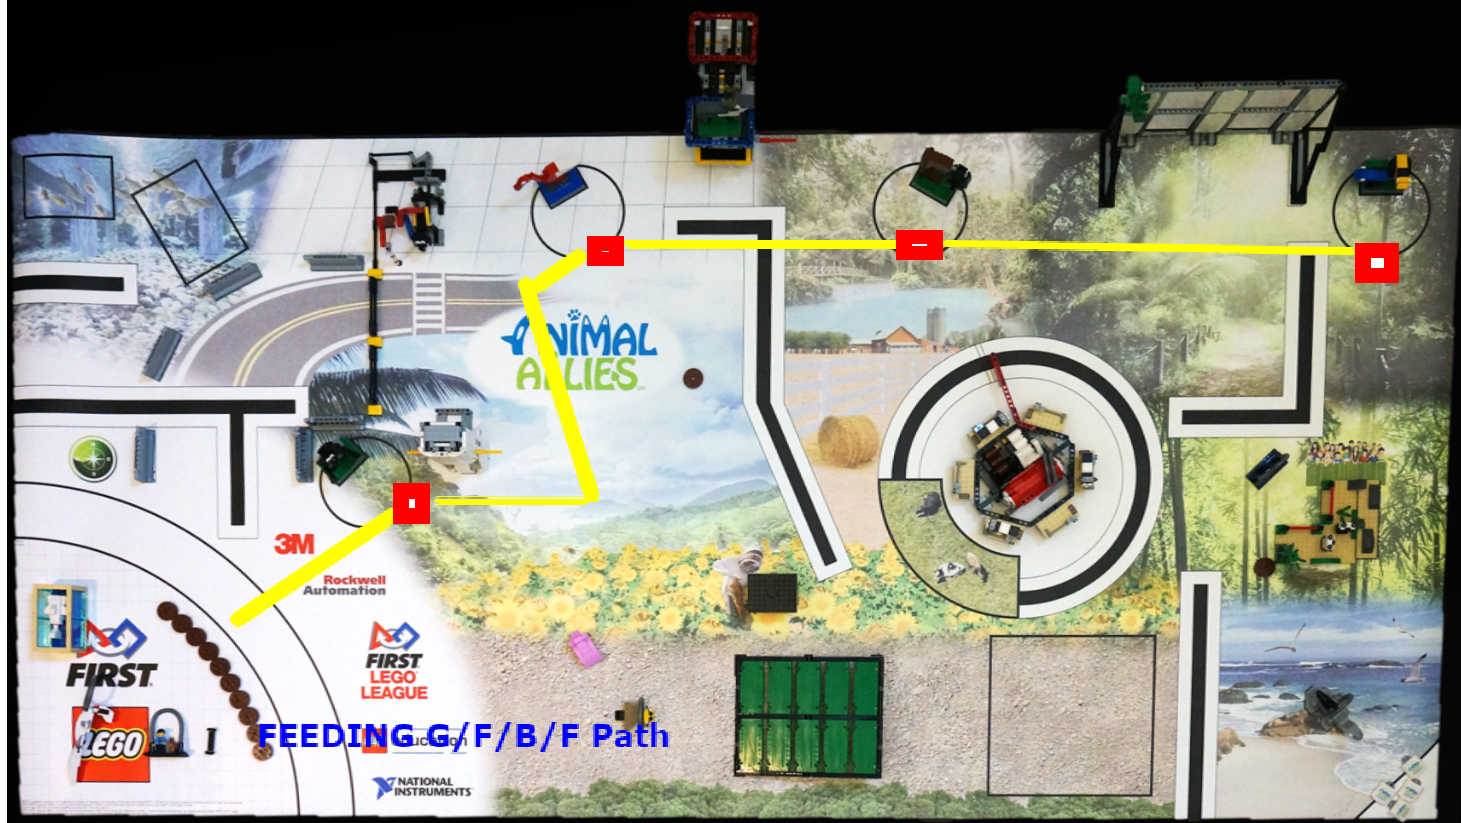 ANIMAL
ALLIES
3M
Rockwell
Automation
FIRST
LEGO
FIRST
LEGO
LEAGUE
FEEDING G/F/B/F Path
NATIONAL
INSTRUMENTS